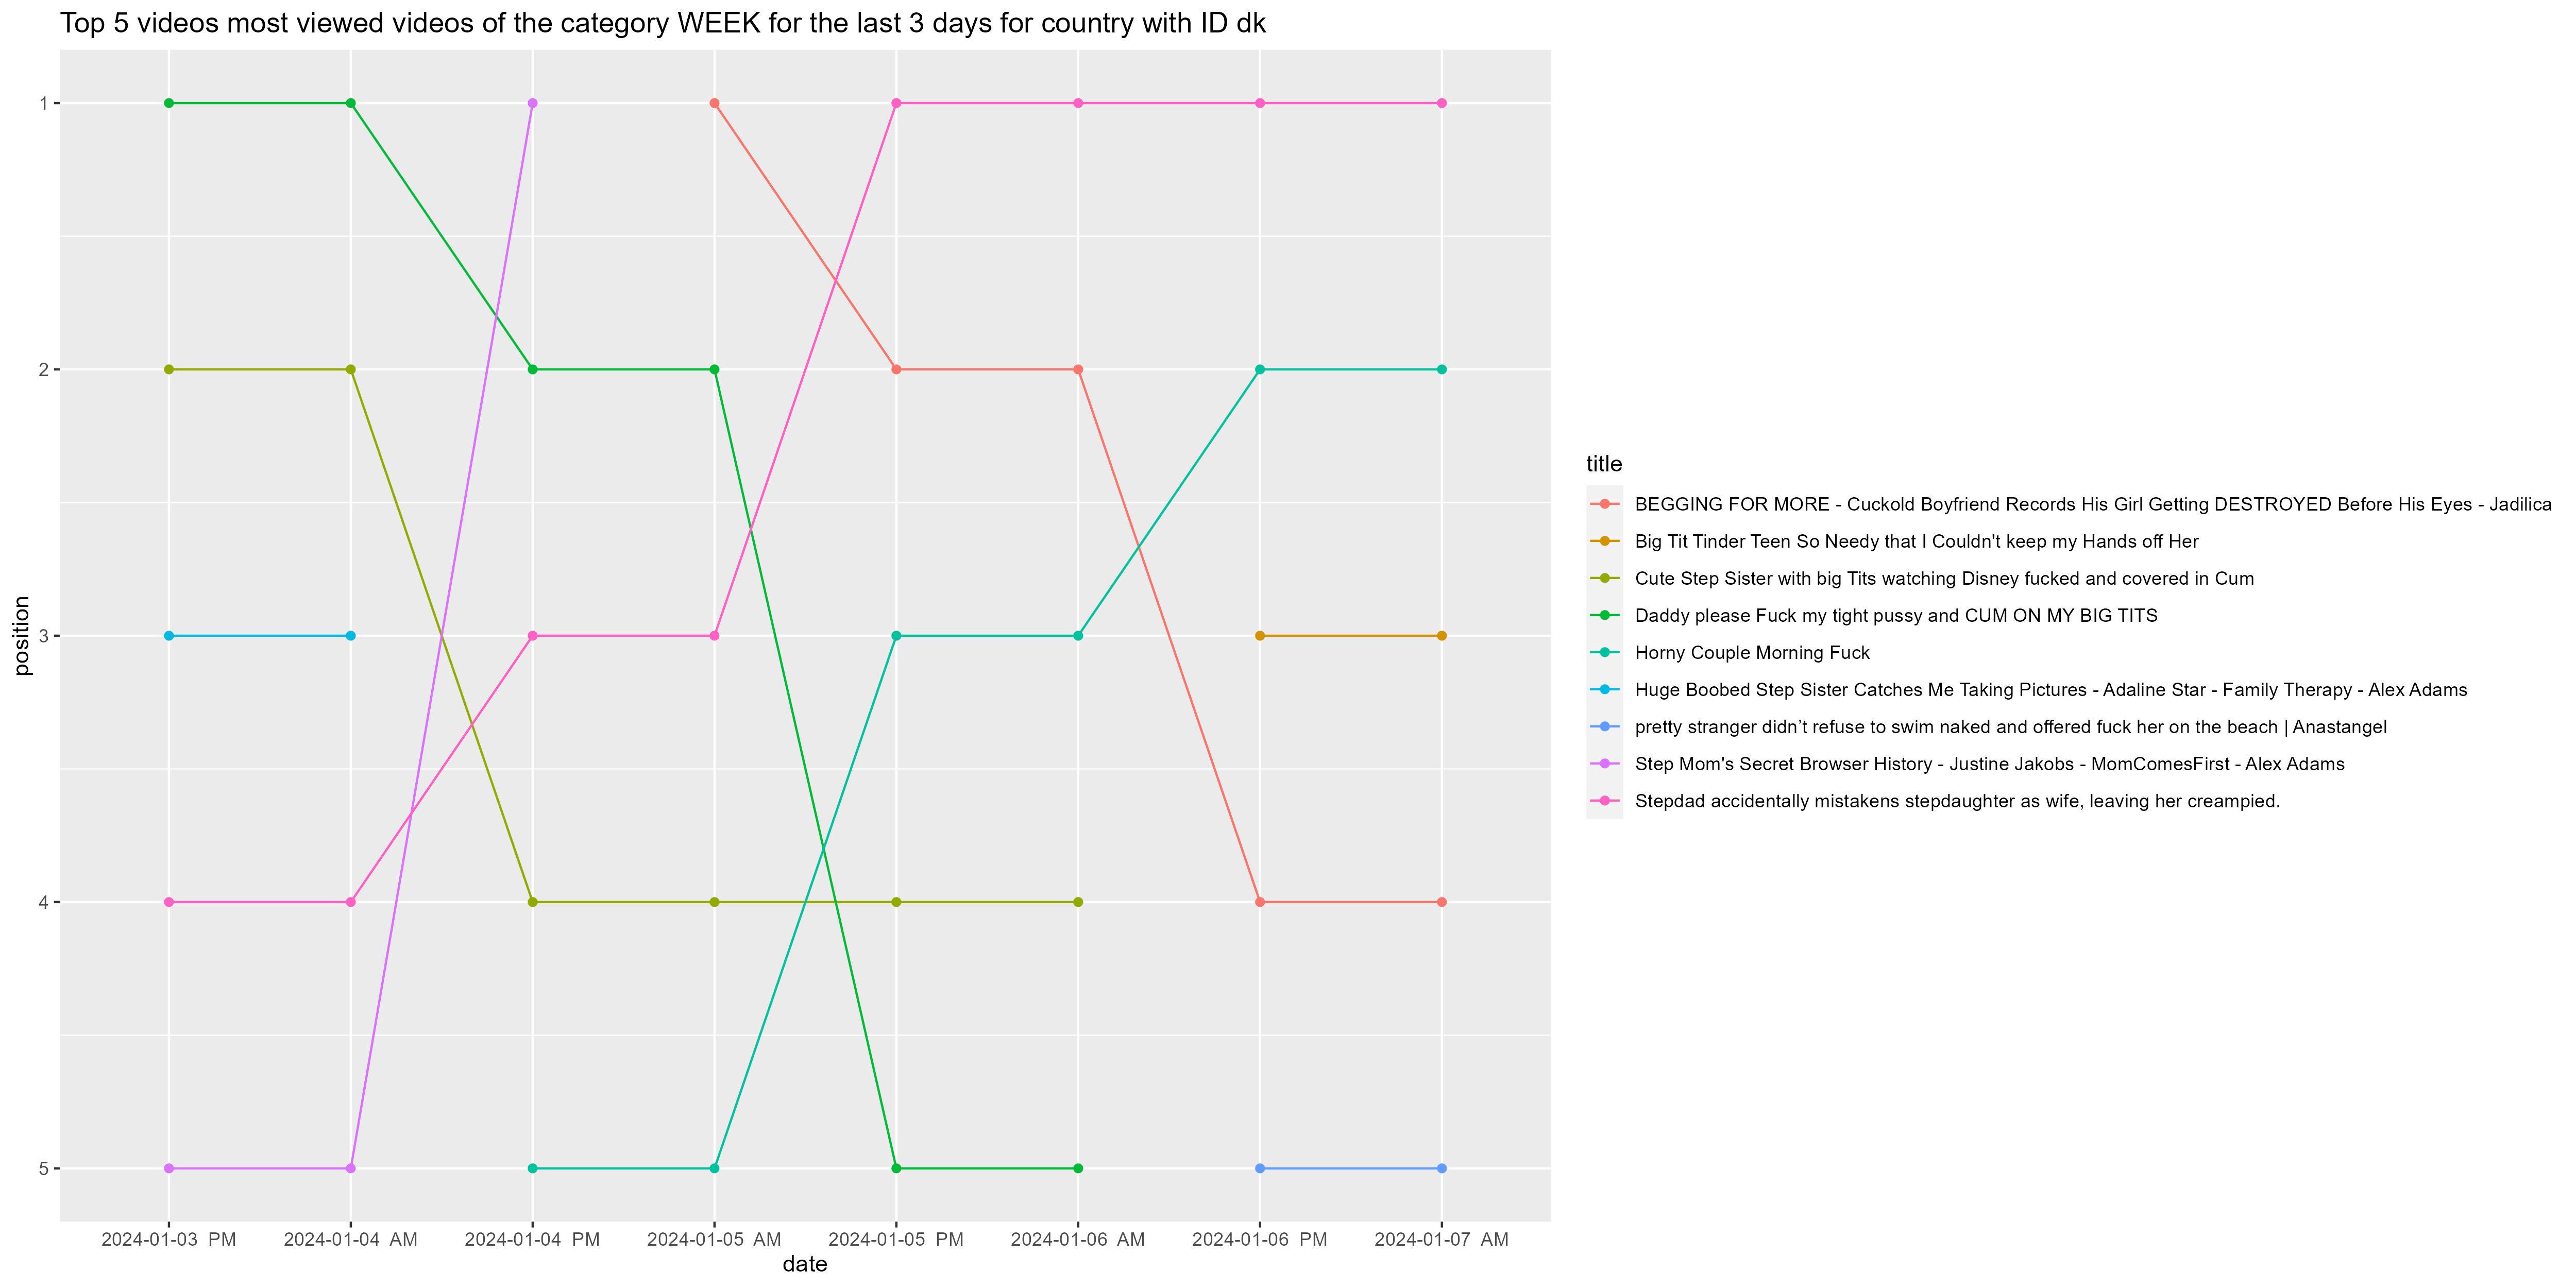 Top 5 videos most viewed videos of the category WEEK for the last 3 days for country with ID dk
position
1
2
3
4
5
2024-01-03 PM
2024-01-04 AM
2024-01-04 PM
2024-01-05 AM
2024-01-05 PM
2024-01-06 AM
2024-01-06 PM
2024-01-07 AM
date
title
BEGGING FOR MORE - Cuckold Boyfriend Records His Girl Getting DESTROYED Before His Eyes - Jadilica
Big Tit Tinder Teen So Needy that I Couldn't keep my Hands off Her
Cute Step Sister with big Tits watching Disney fucked and covered in Cum
Daddy please Fuck my tight pussy and CUM ON MY BIG TITS
Horny Couple Morning Fuck
Huge Boobed Step Sister Catches Me Taking Pictures - Adaline Star - Family Therapy - Alex Adams
pretty stranger didn’t refuse to swim naked and offered fuck her on the beach | Anastangel
Step Mom's Secret Browser History - Justine Jakobs - MomComesFirst - Alex Adams
Stepdad accidentally mistakens stepdaughter as wife, leaving her creampied.